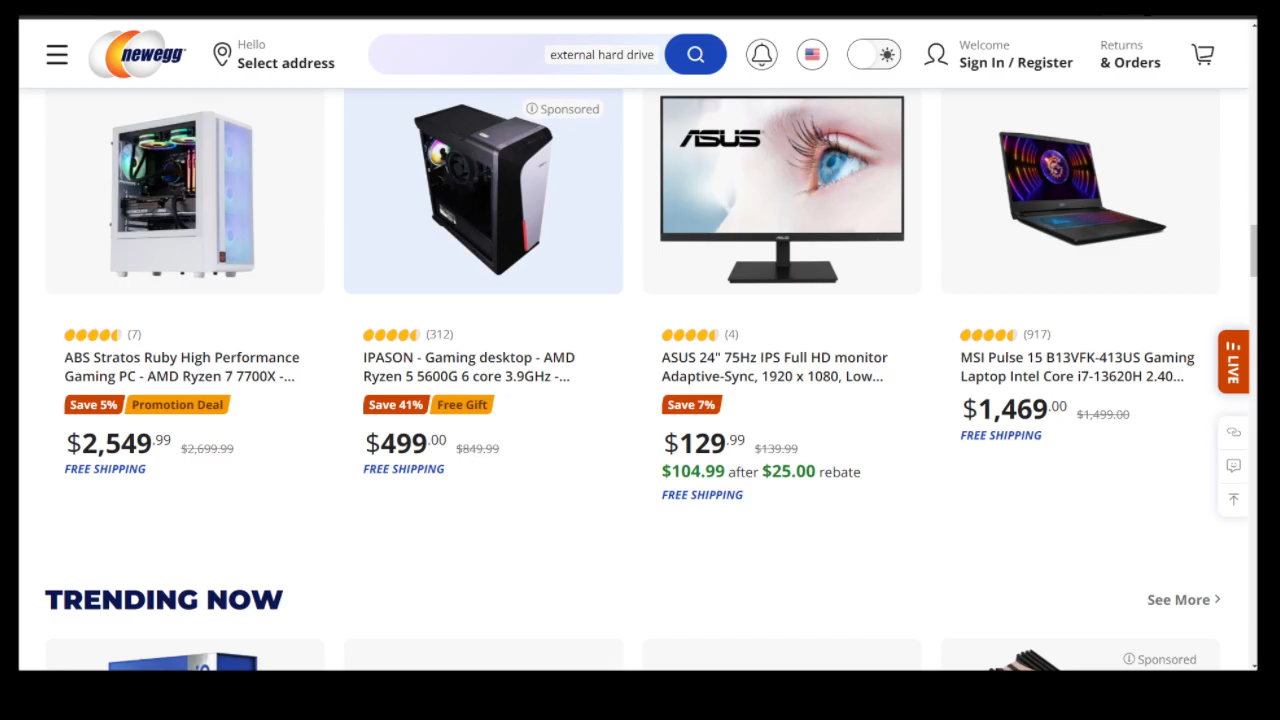 newegg
Hello
Select address
external hard drive
Welcome
Sign In / Register
Returns
& Orders
Sponsored
ASUS
(7)
ABS Stratos Ruby High Performance
Gaming PC - AMD Ryzen 7 7700X -...
Save 5% Promotion Deal
$2,549.99 $2,699.99
FREE SHIPPING
(312)
IPASON - Gaming desktop - AMD
Ryzen 5 5600G 6 core 3.9GHz -...
Save 41% Free Gift
$499.00 $849.99
FREE SHIPPING
(4)
ASUS 24" 75Hz IPS Full HD monitor
Adaptive-Sync, 1920 x 1080, Low...
Save 7%
$129.99 $139.99
$104.99 after $25.00 rebate
FREE SHIPPING
(917)
MSI Pulse 15 B13VFK-413US Gaming
Laptop Intel Core i7-13620H 2.40...
$1,469.00 $1,499.00
FREE SHIPPING
LIVE
TRENDING NOW
See More
Sponsored